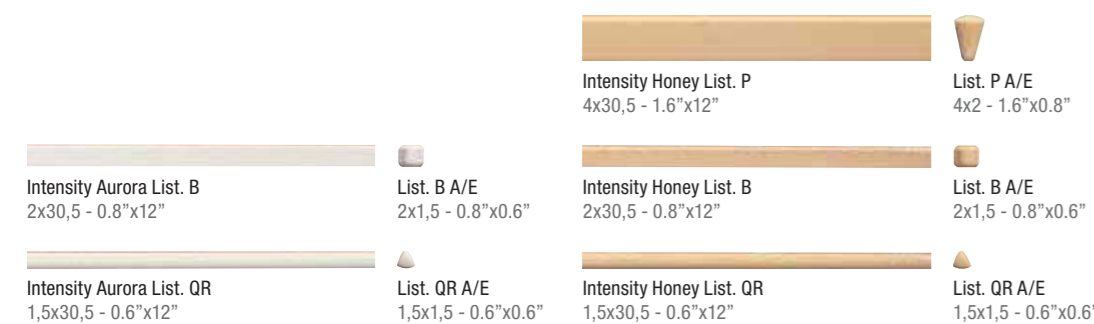 Intensity Honey List. P
4x30,5 - 1.6”x12”
List. P A/E
4x2 - 1.6”x0.8”
Intensity Aurora List. B
2x30,5 - 0.8”x12”
List. B A/E
2x1,5 - 0.8”x0.6”
Intensity Honey List. B
2x30,5 - 0.8”x12”
List. B A/E
2x1,5 - 0.8”x0.6”
Intensity Aurora List. QR
1,5x30,5 - 0.6”x12”
List. QR A/E
1,5x1,5 - 0.6”x0.6”
Intensity Honey List. QR
1,5x30,5 - 0.6”x12”
List. QR A/E
1,5x1,5 - 0.6”x0.6”